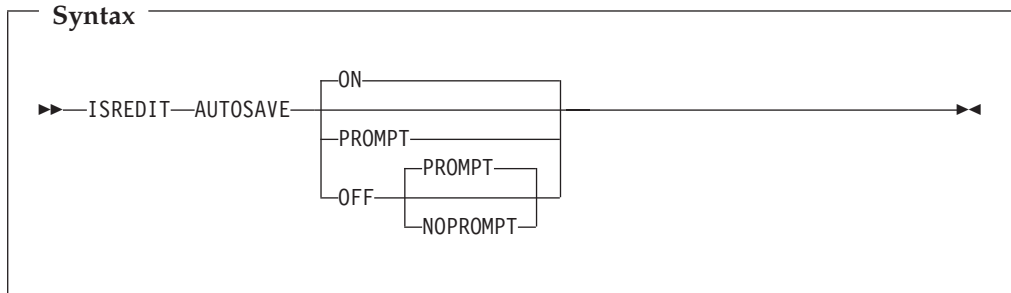 Syntax
ON
ISREDIT AUTOSAVE
PROMPT
PROMPT
OFF
NOPROMPT